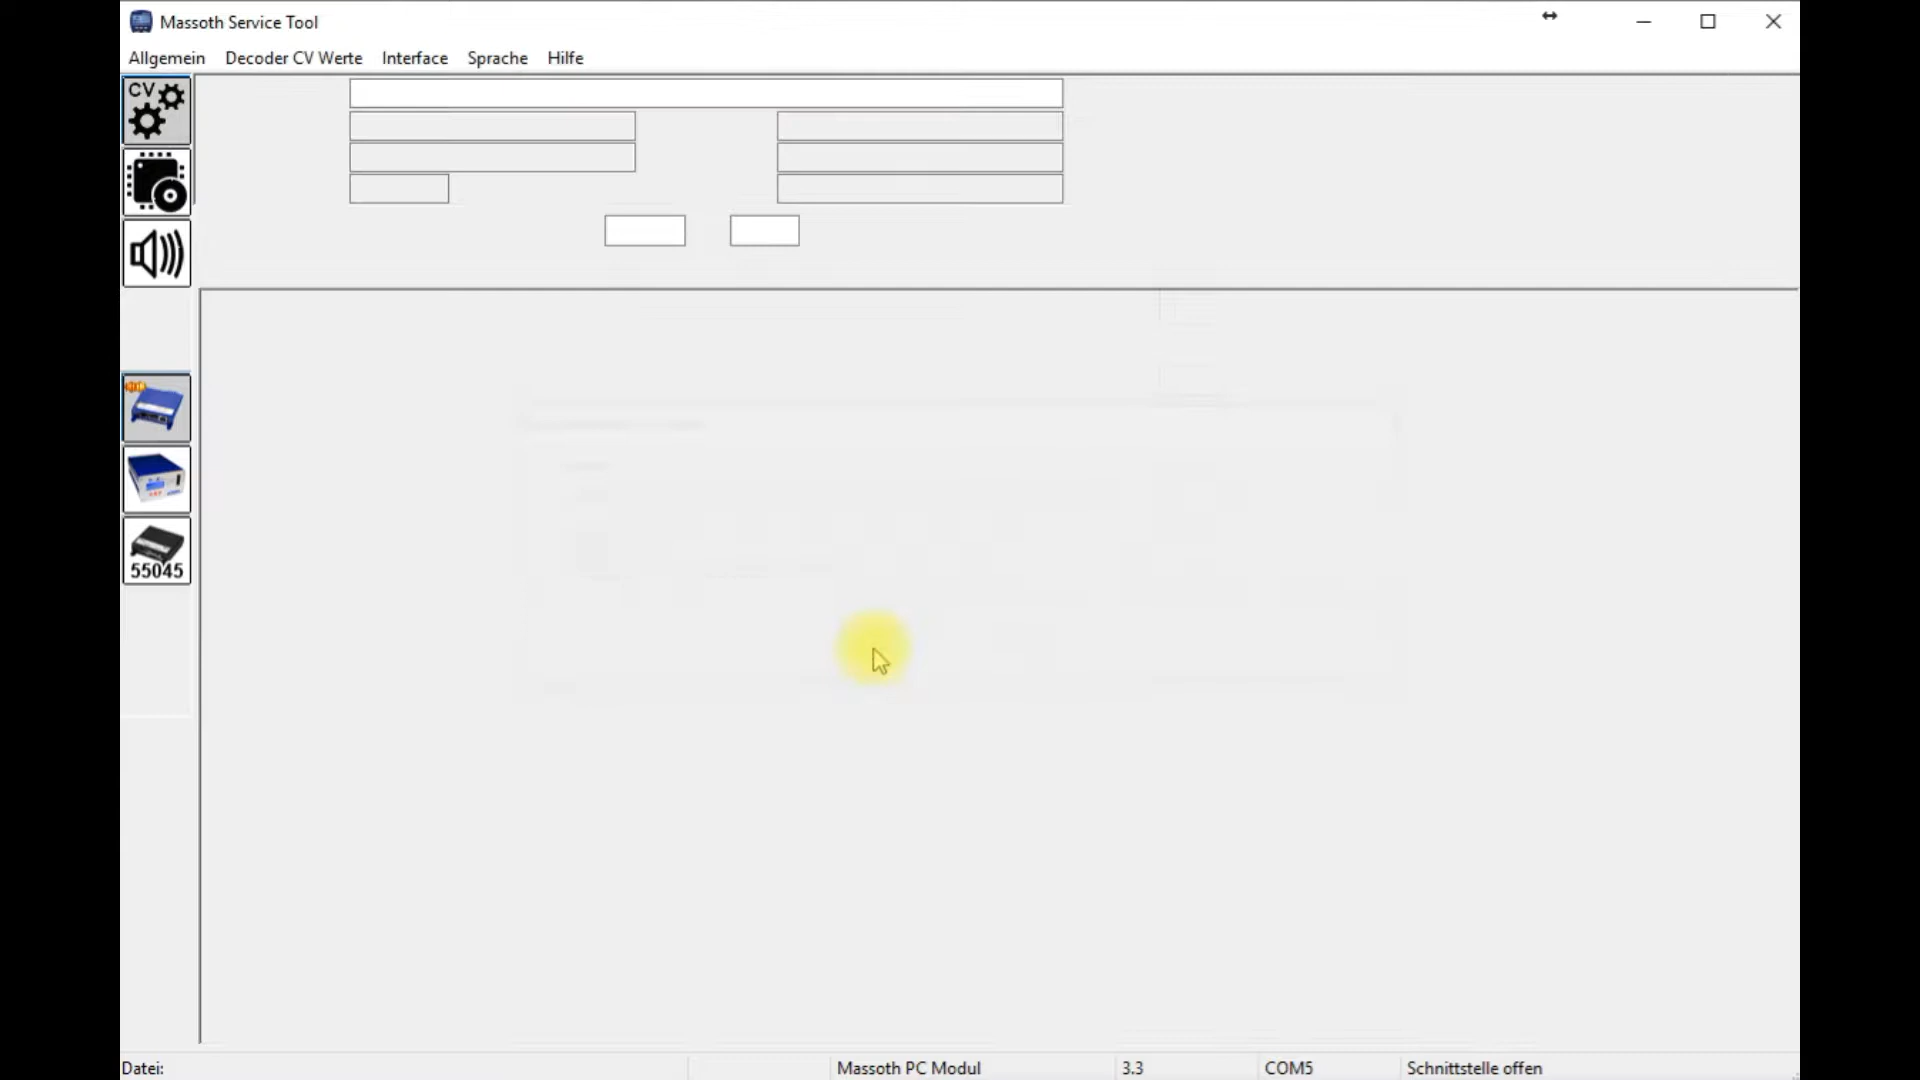 Massoth Service Tool
Allgemein Decoder CV Werte Interface Sprache Hilfe
CV
55045
Datei: Massoth PC Modul 3.3 COM5 Schnittstelle offen